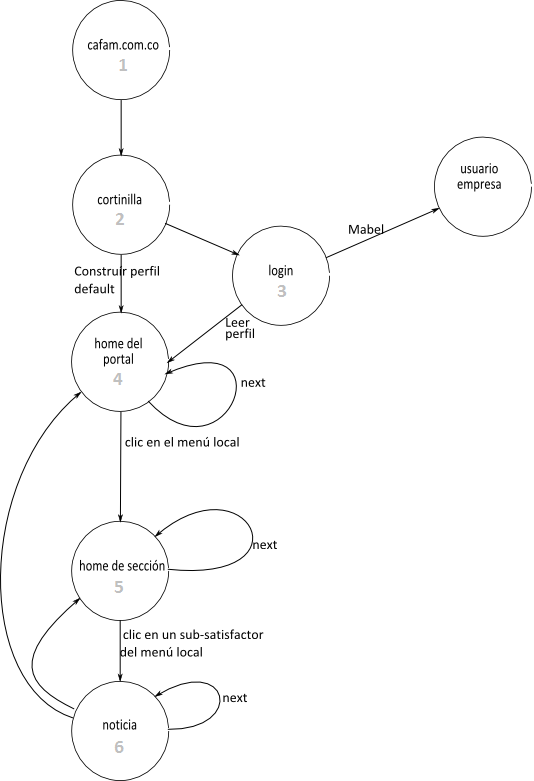 cafam.com.co
1
cortinilla
2
usuario
empresa
Mabel
login
3
Construir perfil
default
Leer
perfil
home del
portal
4
next
clic en el menú local
home de sección
5
next
clic en un sub-satisfactor
del menú local
noticia
6
next